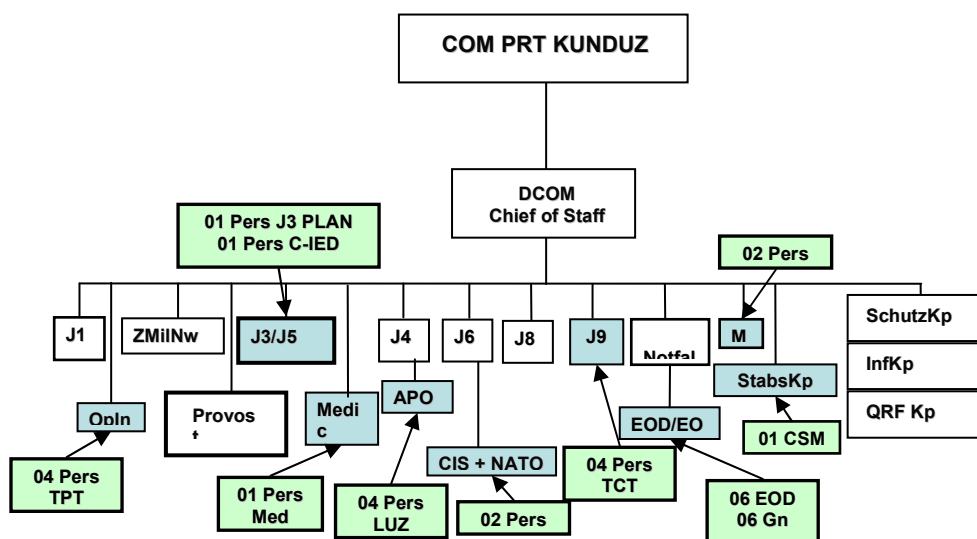 COM PRT KUNDUZ
DCOM
Chief of Staff
01 Pers J3 PLAN
01 Pers C-IED
02 Pers
J1
ZMilNw
J3/J5
J4
J6
J8
J9
M
SchutzKp
InfKp
QRF Kp
OpIn
Provos
Medi
c
APO
StabsKp
EOD/EO
CIS + NATO
01 CSM
04 Pers
TPT
01 Pers
Med
04 Pers
LUZ
02 Pers
04 Pers
TCT
06 EOD
06 Gn